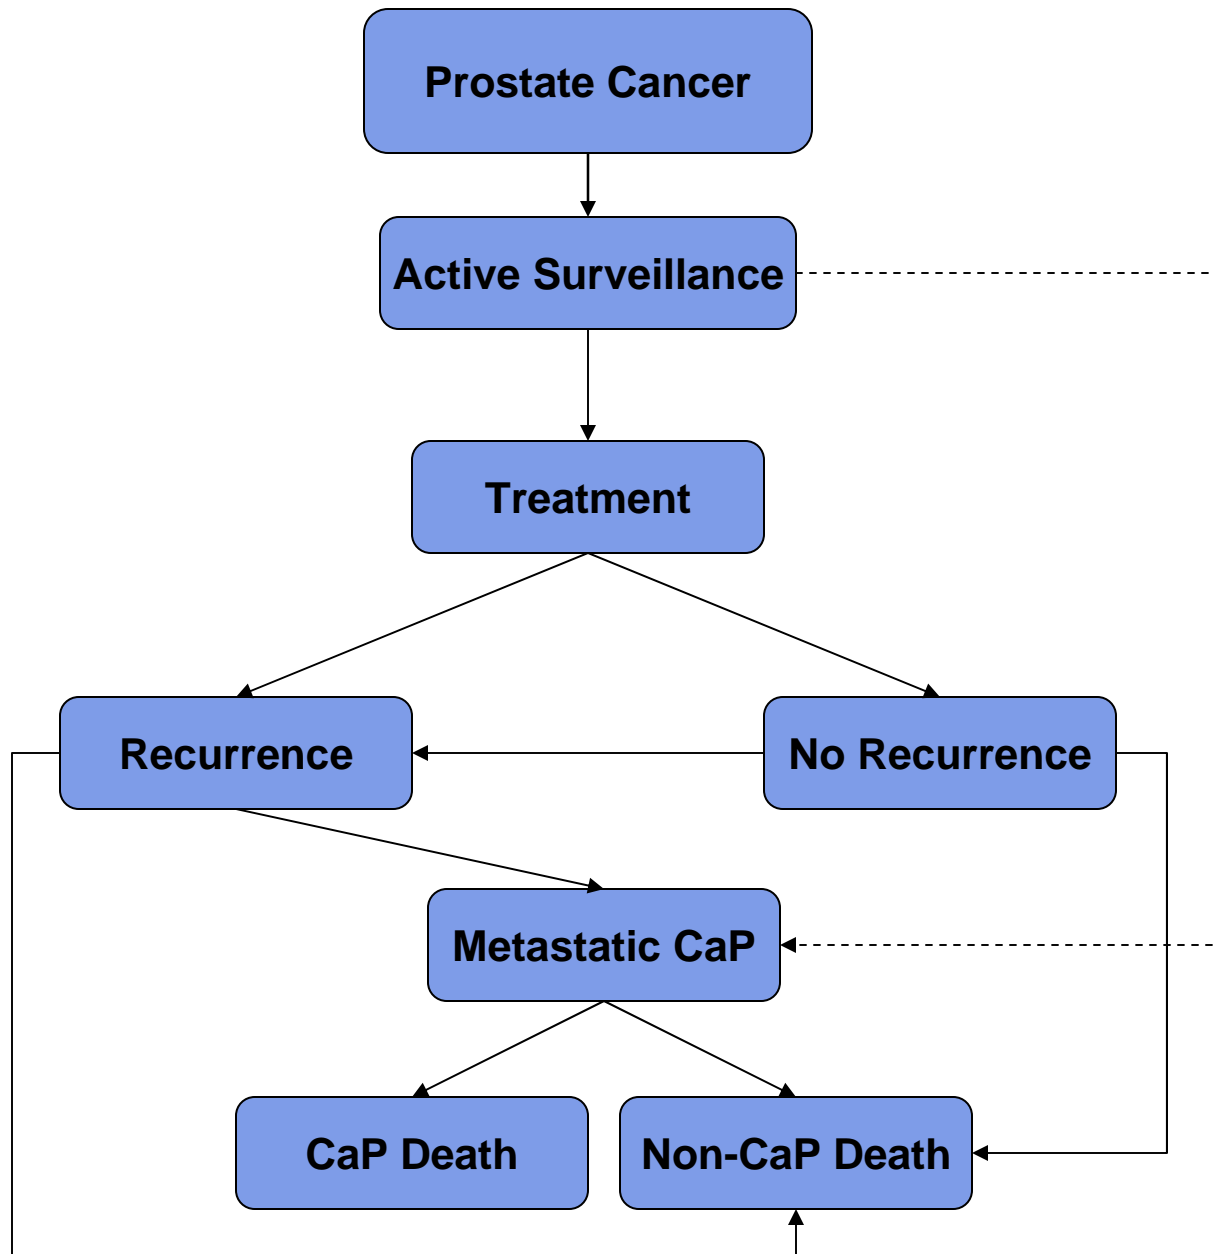 Prostate Cancer
Active Surveillance
Treatment
Recurrence
No Recurrence
Metastatic CaP
CaP Death
Non-CaP Death